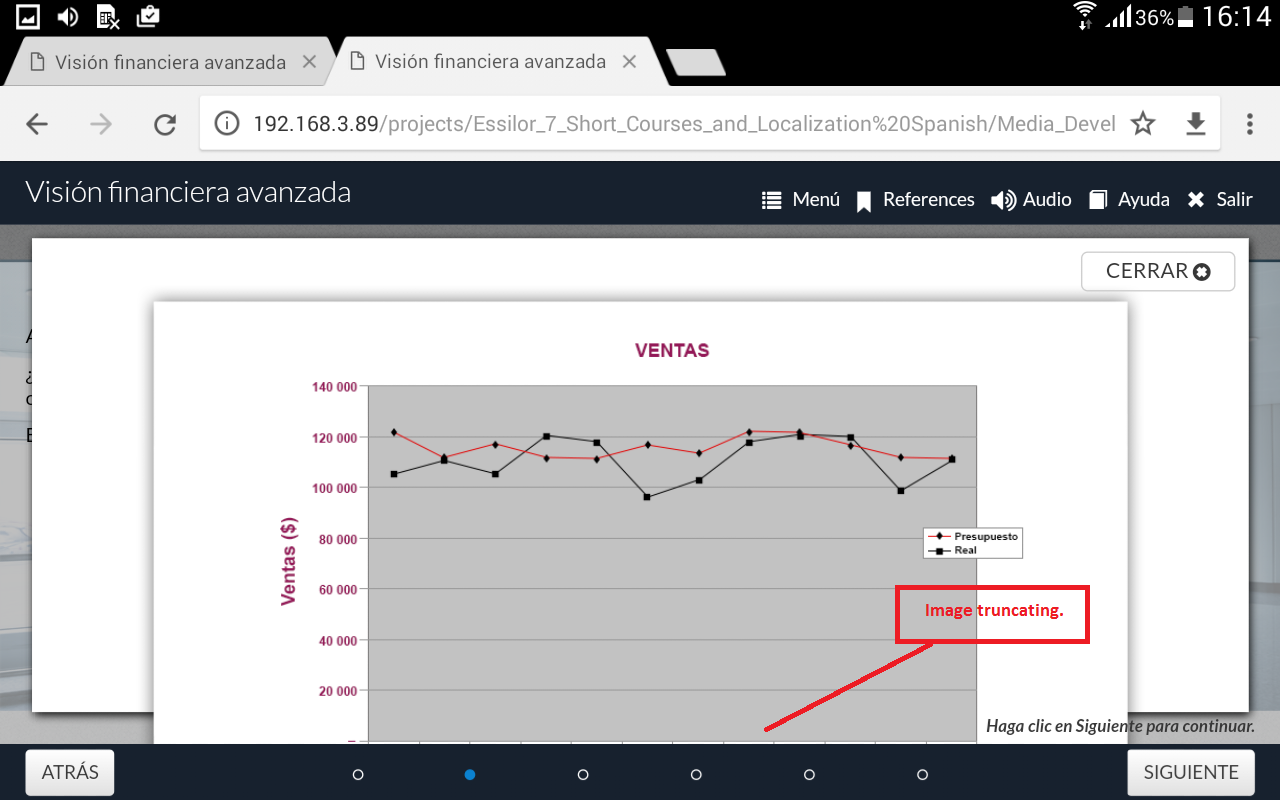 36% 16:14
Visión financiera avanzada
Visión financiera avanzada
192.168.3.89/projects/Essilor_7_Short_Courses_and_Localization%20Spanish/Media_Devel
Visión financiera avanzada
Menú References Audio Ayuda Salir
CERRAR
VENTAS
140 000
120 000
100 000
80 000
60 000
40 000
20 000
Ventas ($)
Presupuesto
Real
Image truncating.
Haga clic en Siguiente para continuar.
ATRÁS
SIGUIENTE